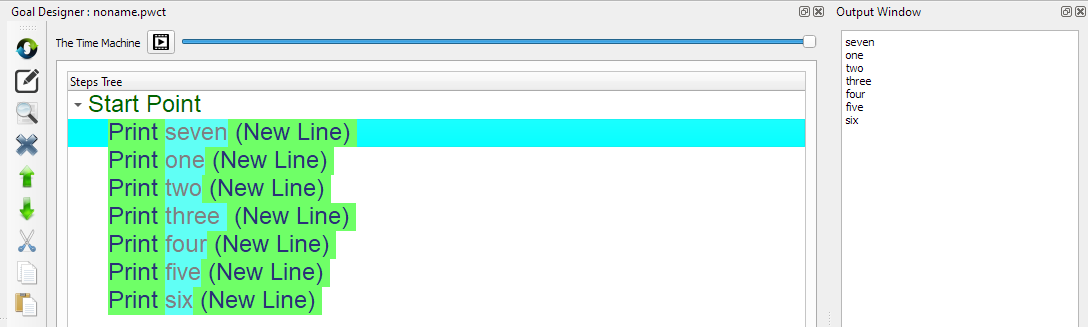 Goal Designer : noname.pwct
The Time Machine
Steps Tree
Start Point
Print seven (New Line)
Print one (New Line)
Print two (New Line)
Print three (New Line)
Print four (New Line)
Print five (New Line)
Print six (New Line)
Output Window
seven
one
two
three
four
five
six